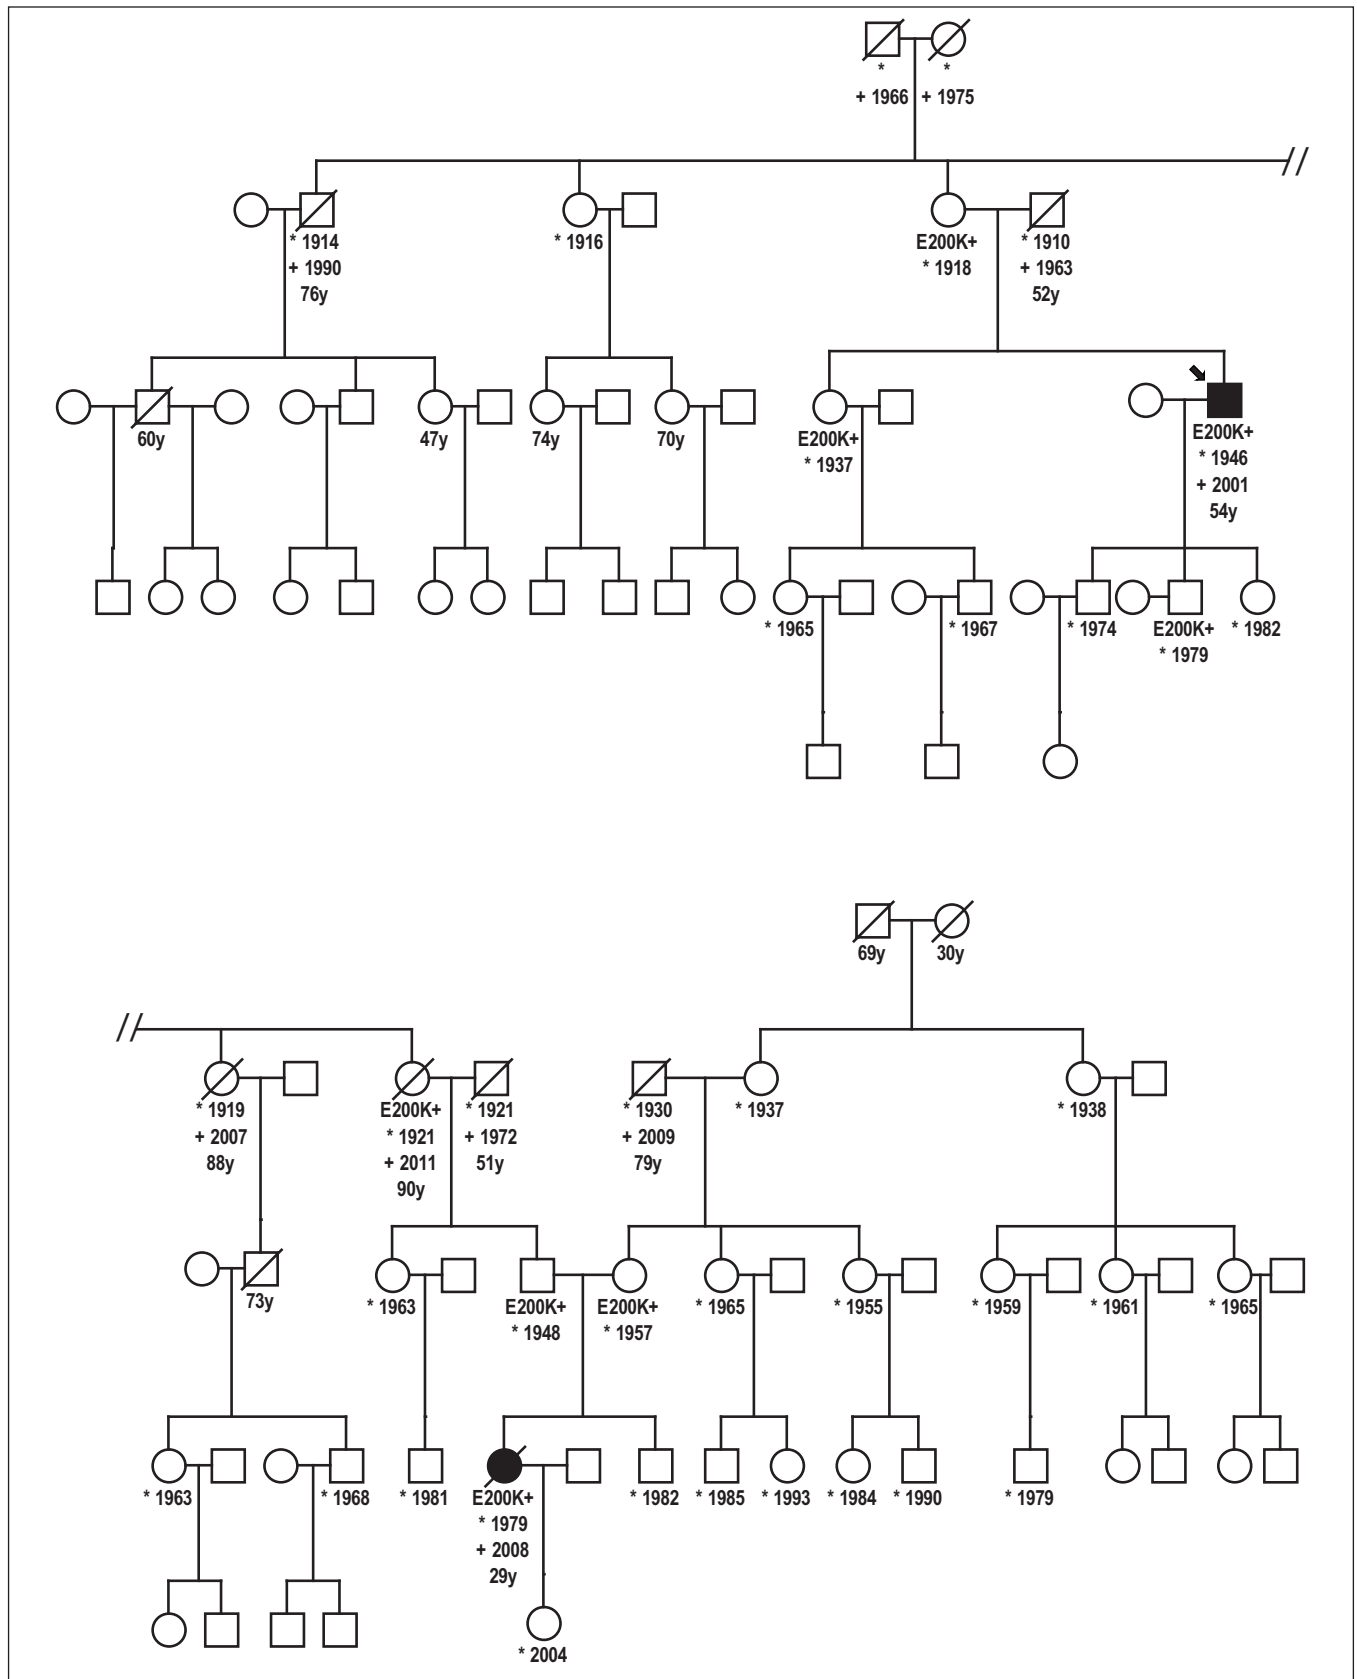 * *
+ 1966 + 1975
//
* 1914 * 1916 E200K+ * 1910
+ 1990 * 1918 + 1963
76y 52y
60y 47y 74y 70y E200K+ E200K+
* 1937 * 1946
+ 2001
54y
* 1965 * 1967 * 1974 E200K+ * 1982
* 1979
69y 30y
//
* 1919 E200K+ * 1921 * 1930 * 1937 * 1938
+ 2007 * 1921 + 1972 + 2009
88y + 2011 51y 79y
90y
73y * 1963 E200K+ E200K+ * 1965 * 1955 * 1959 * 1961 * 1965
* 1948 * 1957
* 1963 * 1968 * 1981 E200K+ * 1982 * 1985 * 1993 * 1984 * 1990 * 1979
* 1979
+ 2008
29y
* 2004